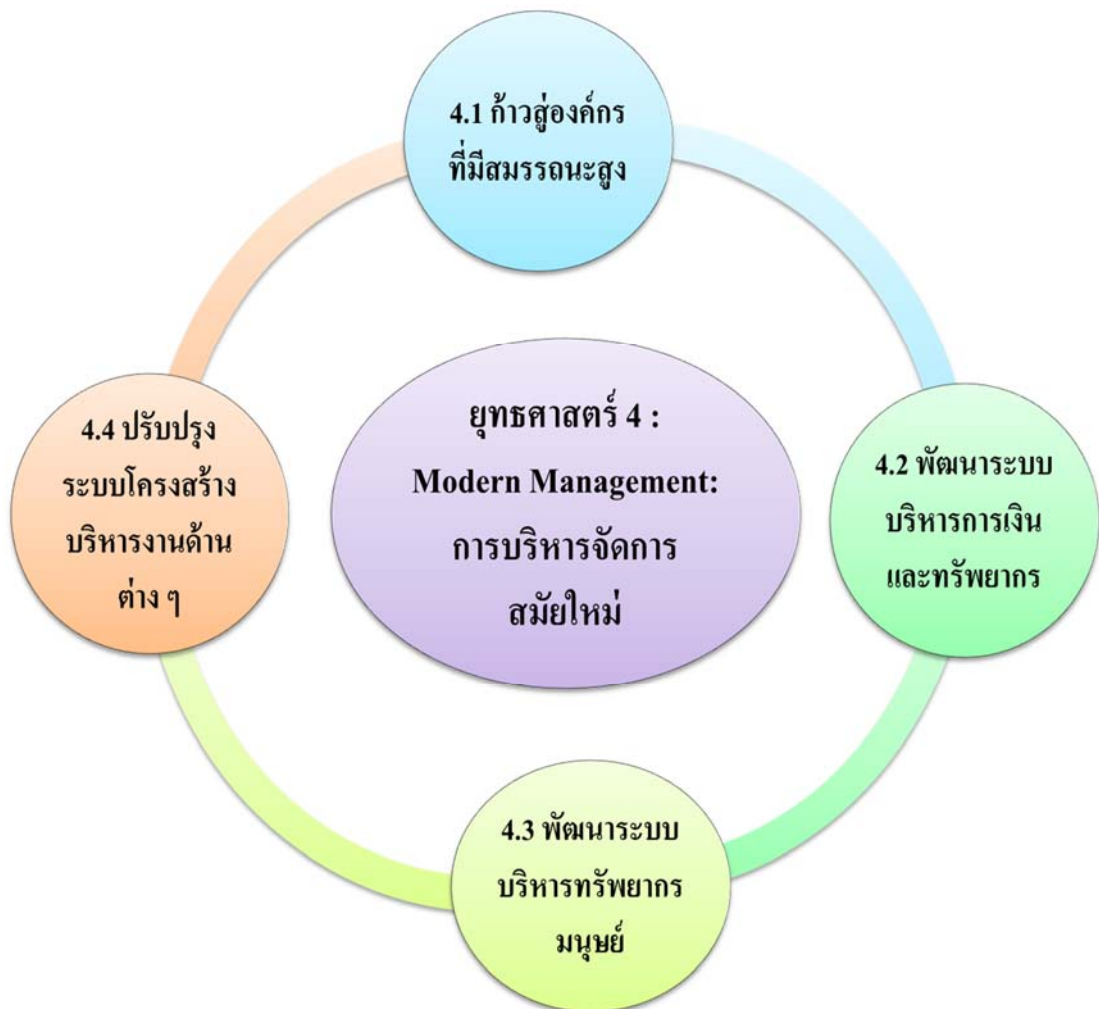 4.1 ก้าวสู่องค์กร
ที่มีสมรรถนะสูง
ยุทธศาสตร์ 4 :
Modern Management:
การบริหารจัดการ
สมัยใหม่
4.2 พัฒนาระบบ
บริหารการเงิน
และทรัพยากร
4.3 พัฒนาระบบ
บริหารทรัพยากร
มนุษย์
4.4 ปรับปรุง
ระบบโครงสร้าง
บริหารงานด้าน
ต่าง ๆ